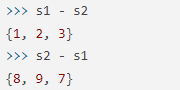 >>> s1 - s2
{1, 2, 3}
>>> s2 - s1
{8, 9, 7}